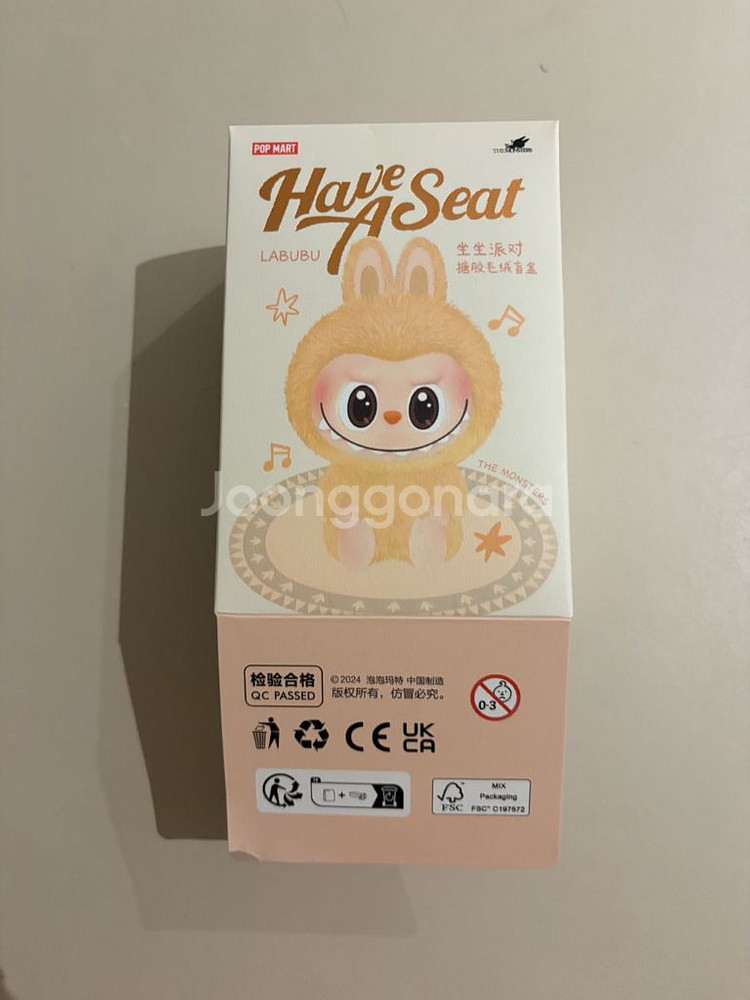 POP MART
THE MONSTERS
Have
A Seat
LABUBU
坐坐派对
搪胶毛绒盲盒
THE MONSTERS
Joonggonara
检验合格
QC PASSED
©2024 泡泡玛特 中国制造
版权所有，仿冒必究。
0-3
CE
UK
CA
FR
+
FSC
MIX
Packaging
FSC™ C197572